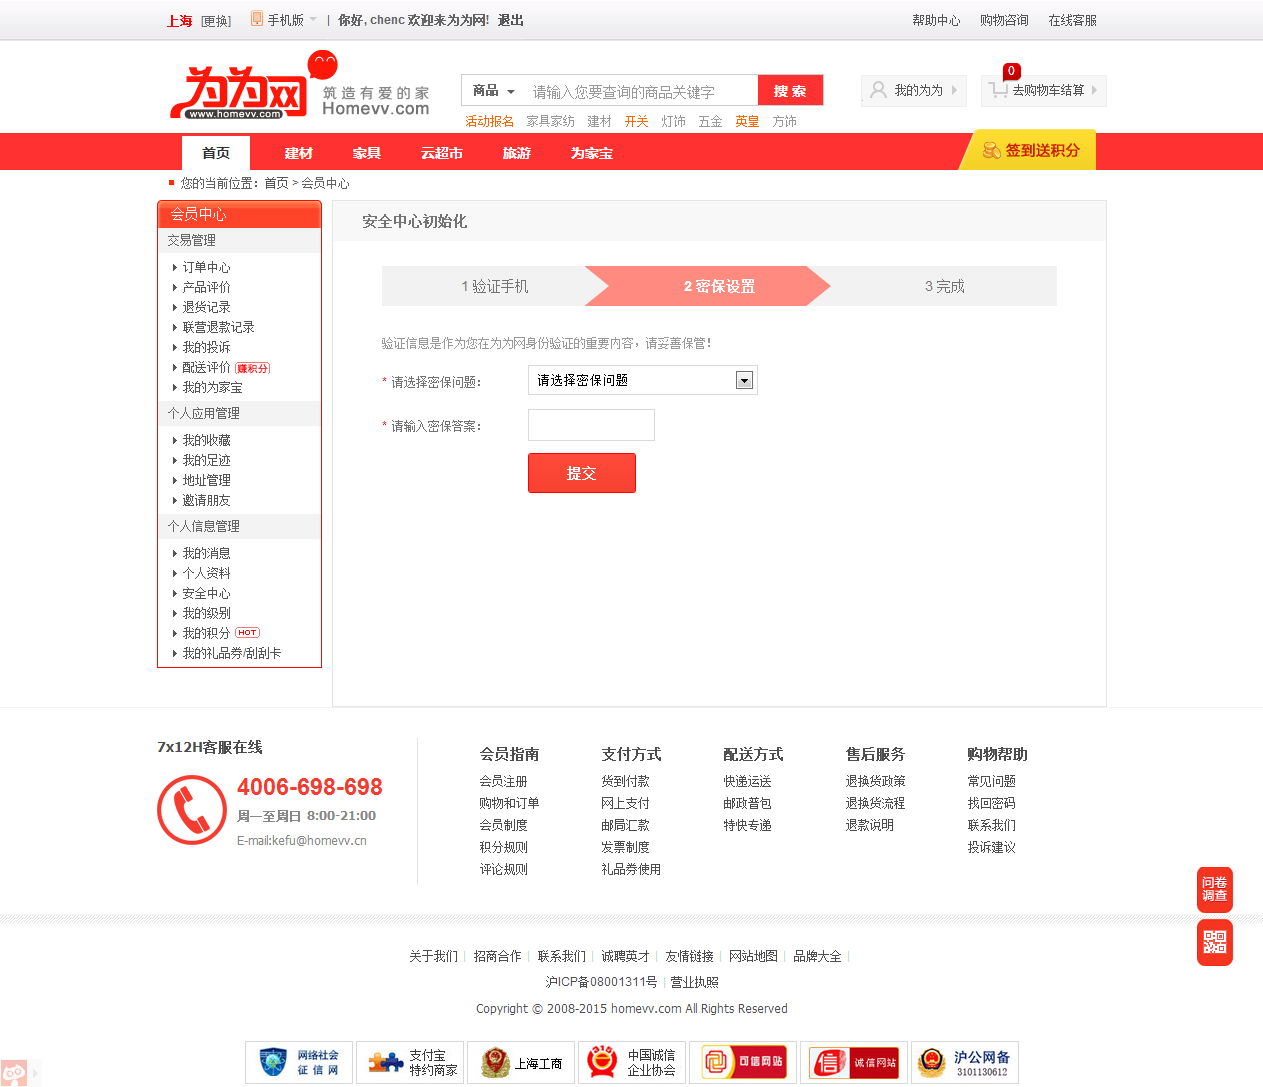 上海 [更换] 手机版 | 你好, chenc 欢迎来为为网! 退出 帮助中心 购物咨询 在线客服
为为网 筑造有爱的家
www.homevv.com Homevv.com
商品 请输入您要查询的商品关键字 搜 索 我的为为 0 去购物车结算
活动报名 家具家纺 建材 开关 灯饰 五金 英皇 方饰
首页 建材 家具 云超市 旅游 为家宝 签到送积分
您的当前位置：首页 > 会员中心
会员中心
交易管理
订单中心
产品评价
退货记录
联营退款记录
我的投诉
配送评价 赚积分
我的为家宝
个人应用管理
我的收藏
我的足迹
地址管理
邀请朋友
个人信息管理
我的消息
个人资料
安全中心
我的级别
我的积分 HOT
我的礼品券/刮刮卡
安全中心初始化
1 验证手机 2 密保设置 3 完成
验证信息是作为您在为为网身份验证的重要内容，请妥善保管！
* 请选择密保问题： 请选择密保问题
* 请输入密保答案：
提交
7x12H客服在线
4006-698-698
周一至周日 8:00-21:00
E-mail:kefu@homevv.cn
会员指南
会员注册
购物和订单
会员制度
积分规则
评论规则
支付方式
货到付款
网上支付
邮局汇款
发票制度
礼品券使用
配送方式
快递运送
邮政普包
特快专递
售后服务
退换货政策
退换货流程
退款说明
购物帮助
常见问题
找回密码
联系我们
投诉建议
问卷
调查
关于我们 | 招商合作 | 联系我们 | 诚聘英才 | 友情链接 | 网站地图 | 品牌大全 |
沪ICP备08001311号 | 营业执照
Copyright © 2008-2015 homevv.com All Rights Reserved
网络社会
征信网
支付宝
特约商家
上海工商
315
中国诚信
企业协会
可信网站
信 诚信网站
沪公网备
3101130612